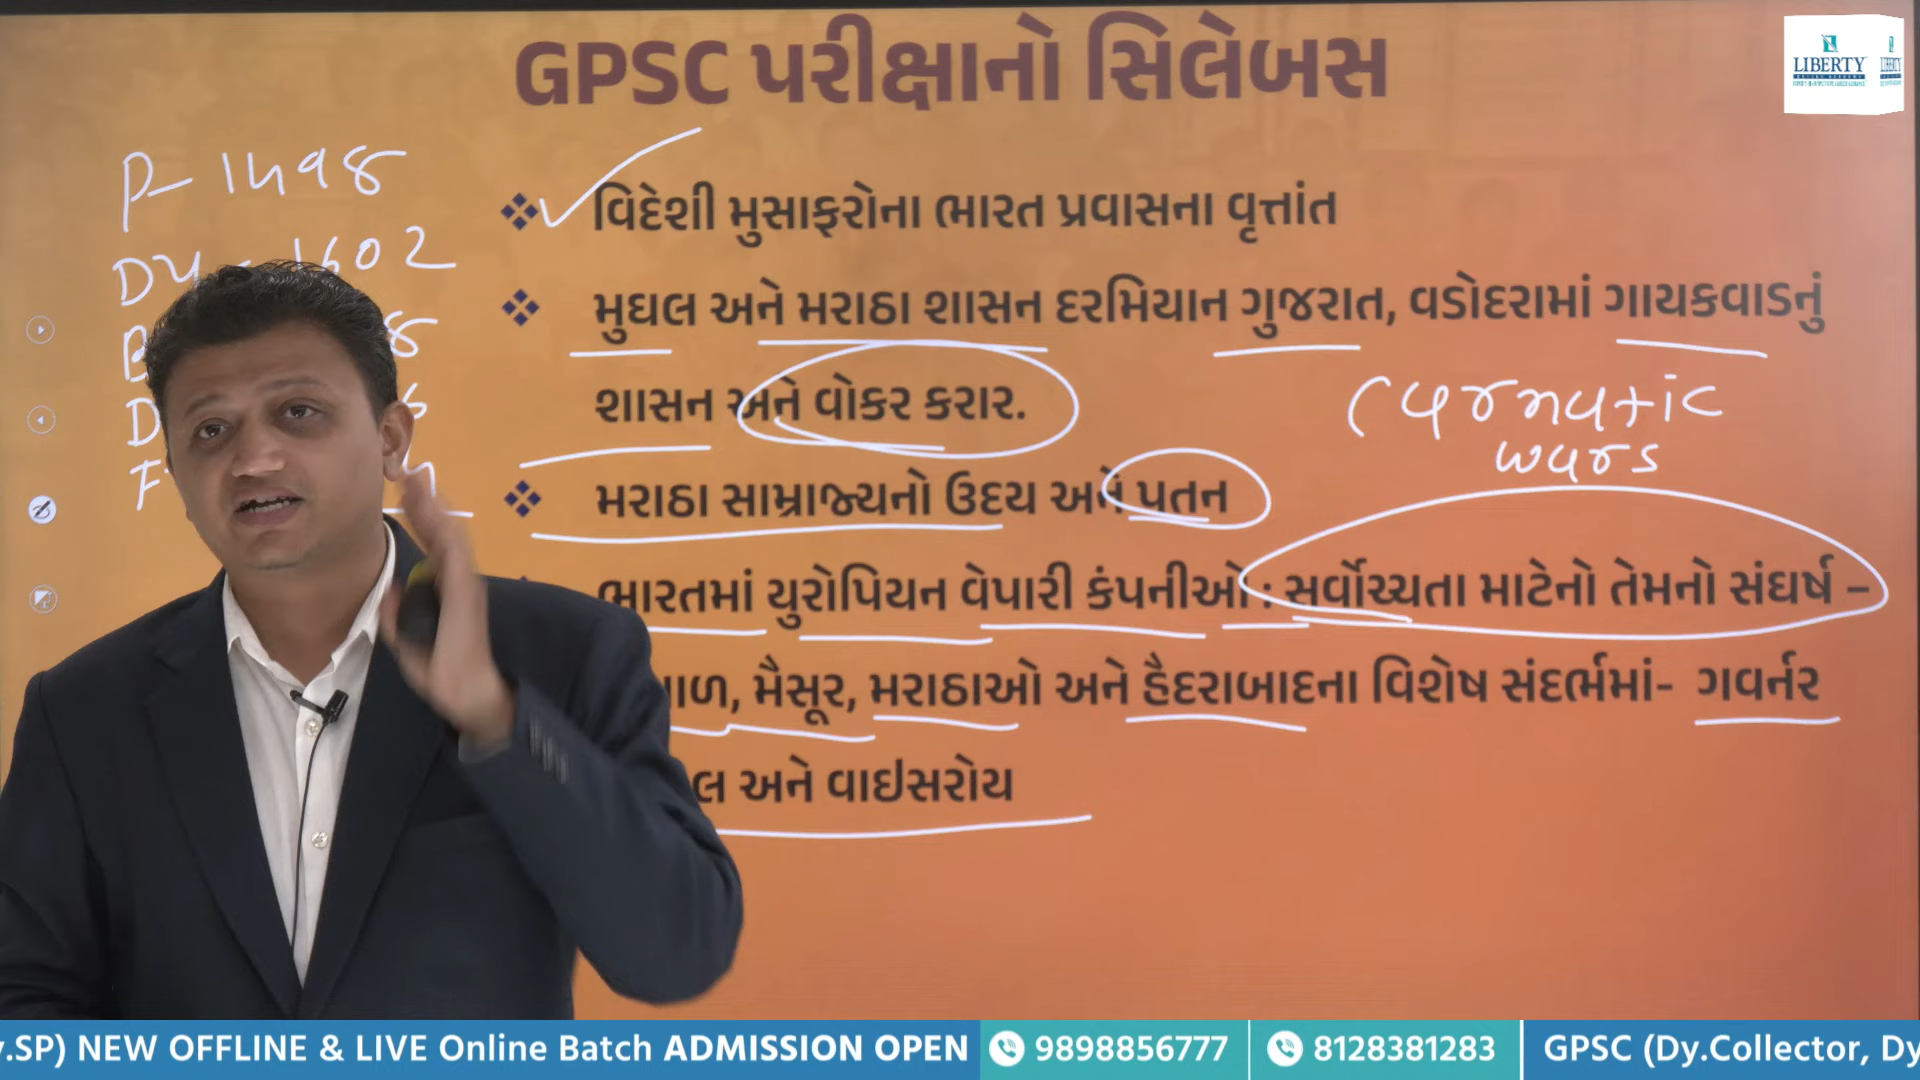 GPSC પરીક્ષાનો સિલેબસ
LIBERTY
P- 1498
DU - 1602
વિદેશી મુસાફરોના ભારત પ્રવાસના વૃત્તાંત
મુઘલ અને મરાઠા શાસન દરમિયાન ગુજરાત, વડોદરામાં ગાયકવાડનું
શાસન અને વોકર કરાર.
Carnatic
wars
મરાઠા સામ્રાજ્યનો ઉદય અને પતન
ભારતમાં યુરોપિયન વેપારી કંપનીઓ : સર્વોચ્ચતા માટેનો તેમનો સંઘર્ષ –
મૈસૂર, મરાઠાઓ અને હૈદરાબાદના વિશેષ સંદર્ભમાં- ગવર્નર
અને વાઇસરોય
.SP) NEW OFFLINE & LIVE Online Batch ADMISSION OPEN 9898856777 8128381283 GPSC (Dy.Collector, Dy